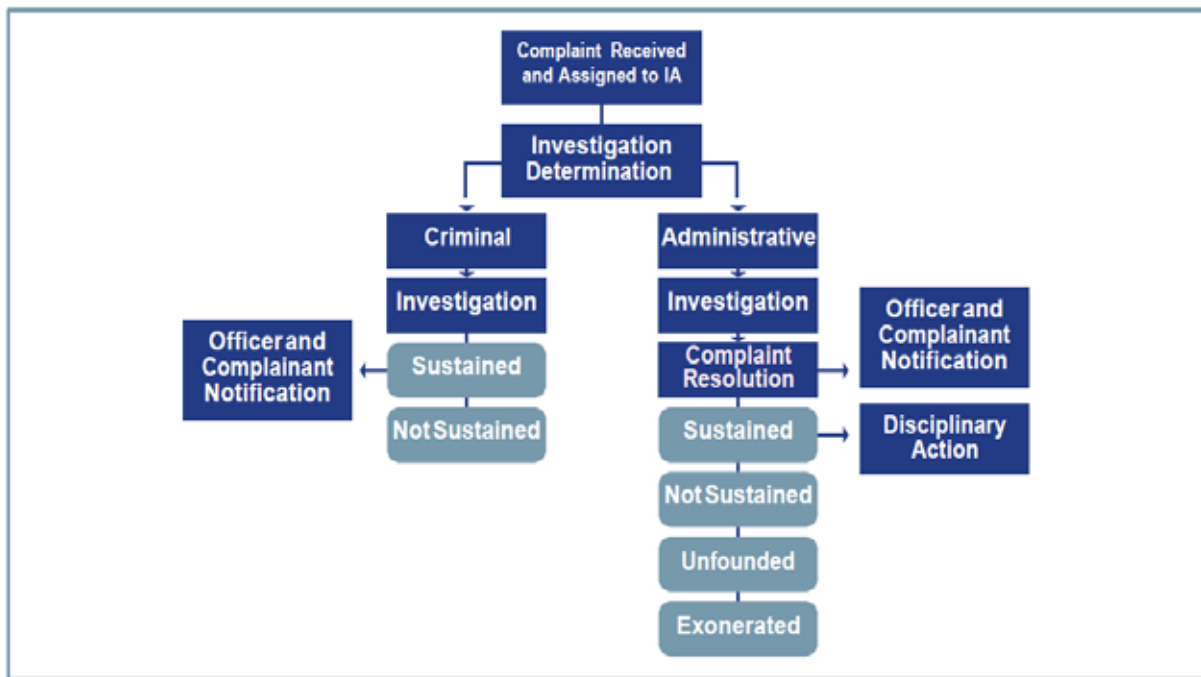 Complaint Received
and Assigned to IA
Investigation
Determination
Criminal
Administrative
Investigation
Investigation
Officer and
Complainant
Notification
Officer and
Complainant
Notification
Sustained
Complaint
Resolution
Not Sustained
Sustained
Disciplinary
Action
Not Sustained
Unfounded
Exonerated